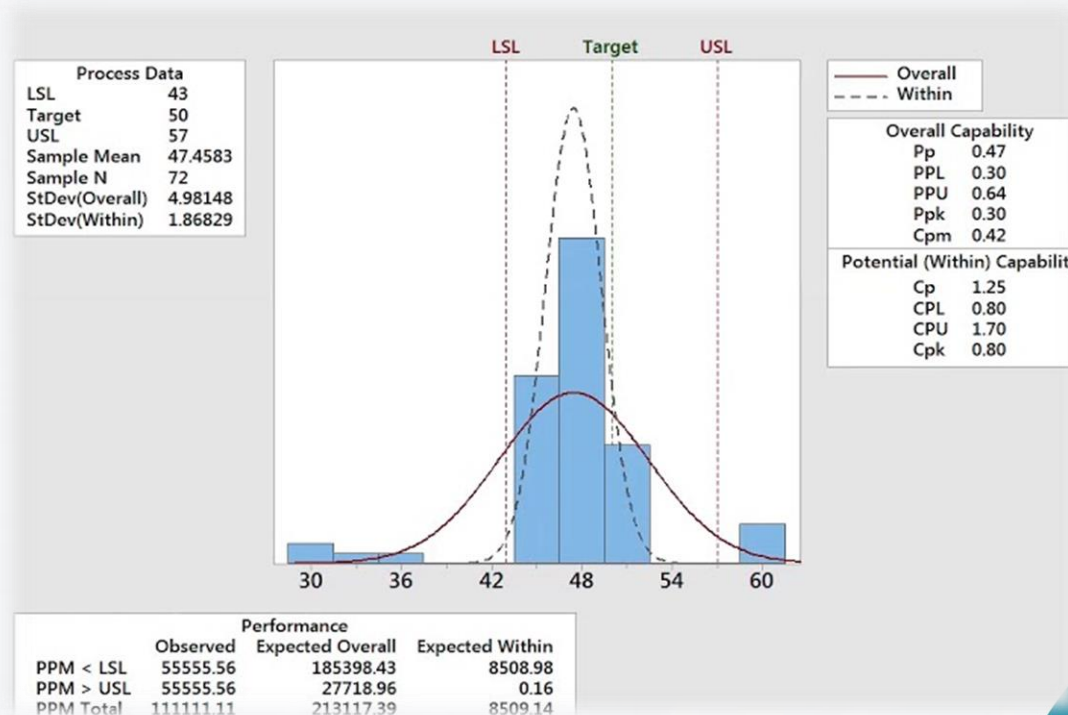 LSL Target USL
Process Data
LSL 43
Target 50
USL 57
Sample Mean 47.4583
Sample N 72
StDev(Overall) 4.98148
StDev(Within) 1.86829
Overall
Within
Overall Capability
Pp 0.47
PPL 0.30
PPU 0.64
Ppk 0.30
Cpm 0.42
Potential (Within) Capabilit
Cp 1.25
CPL 0.80
CPU 1.70
Cpk 0.80
30 36 42 48 54 60
Performance
Observed Expected Overall Expected Within
PPM < LSL 55555.56 185398.43 8508.98
PPM > USL 55555.56 27718.96 0.16
PPM Total 111111.11 213117.39 8509.14